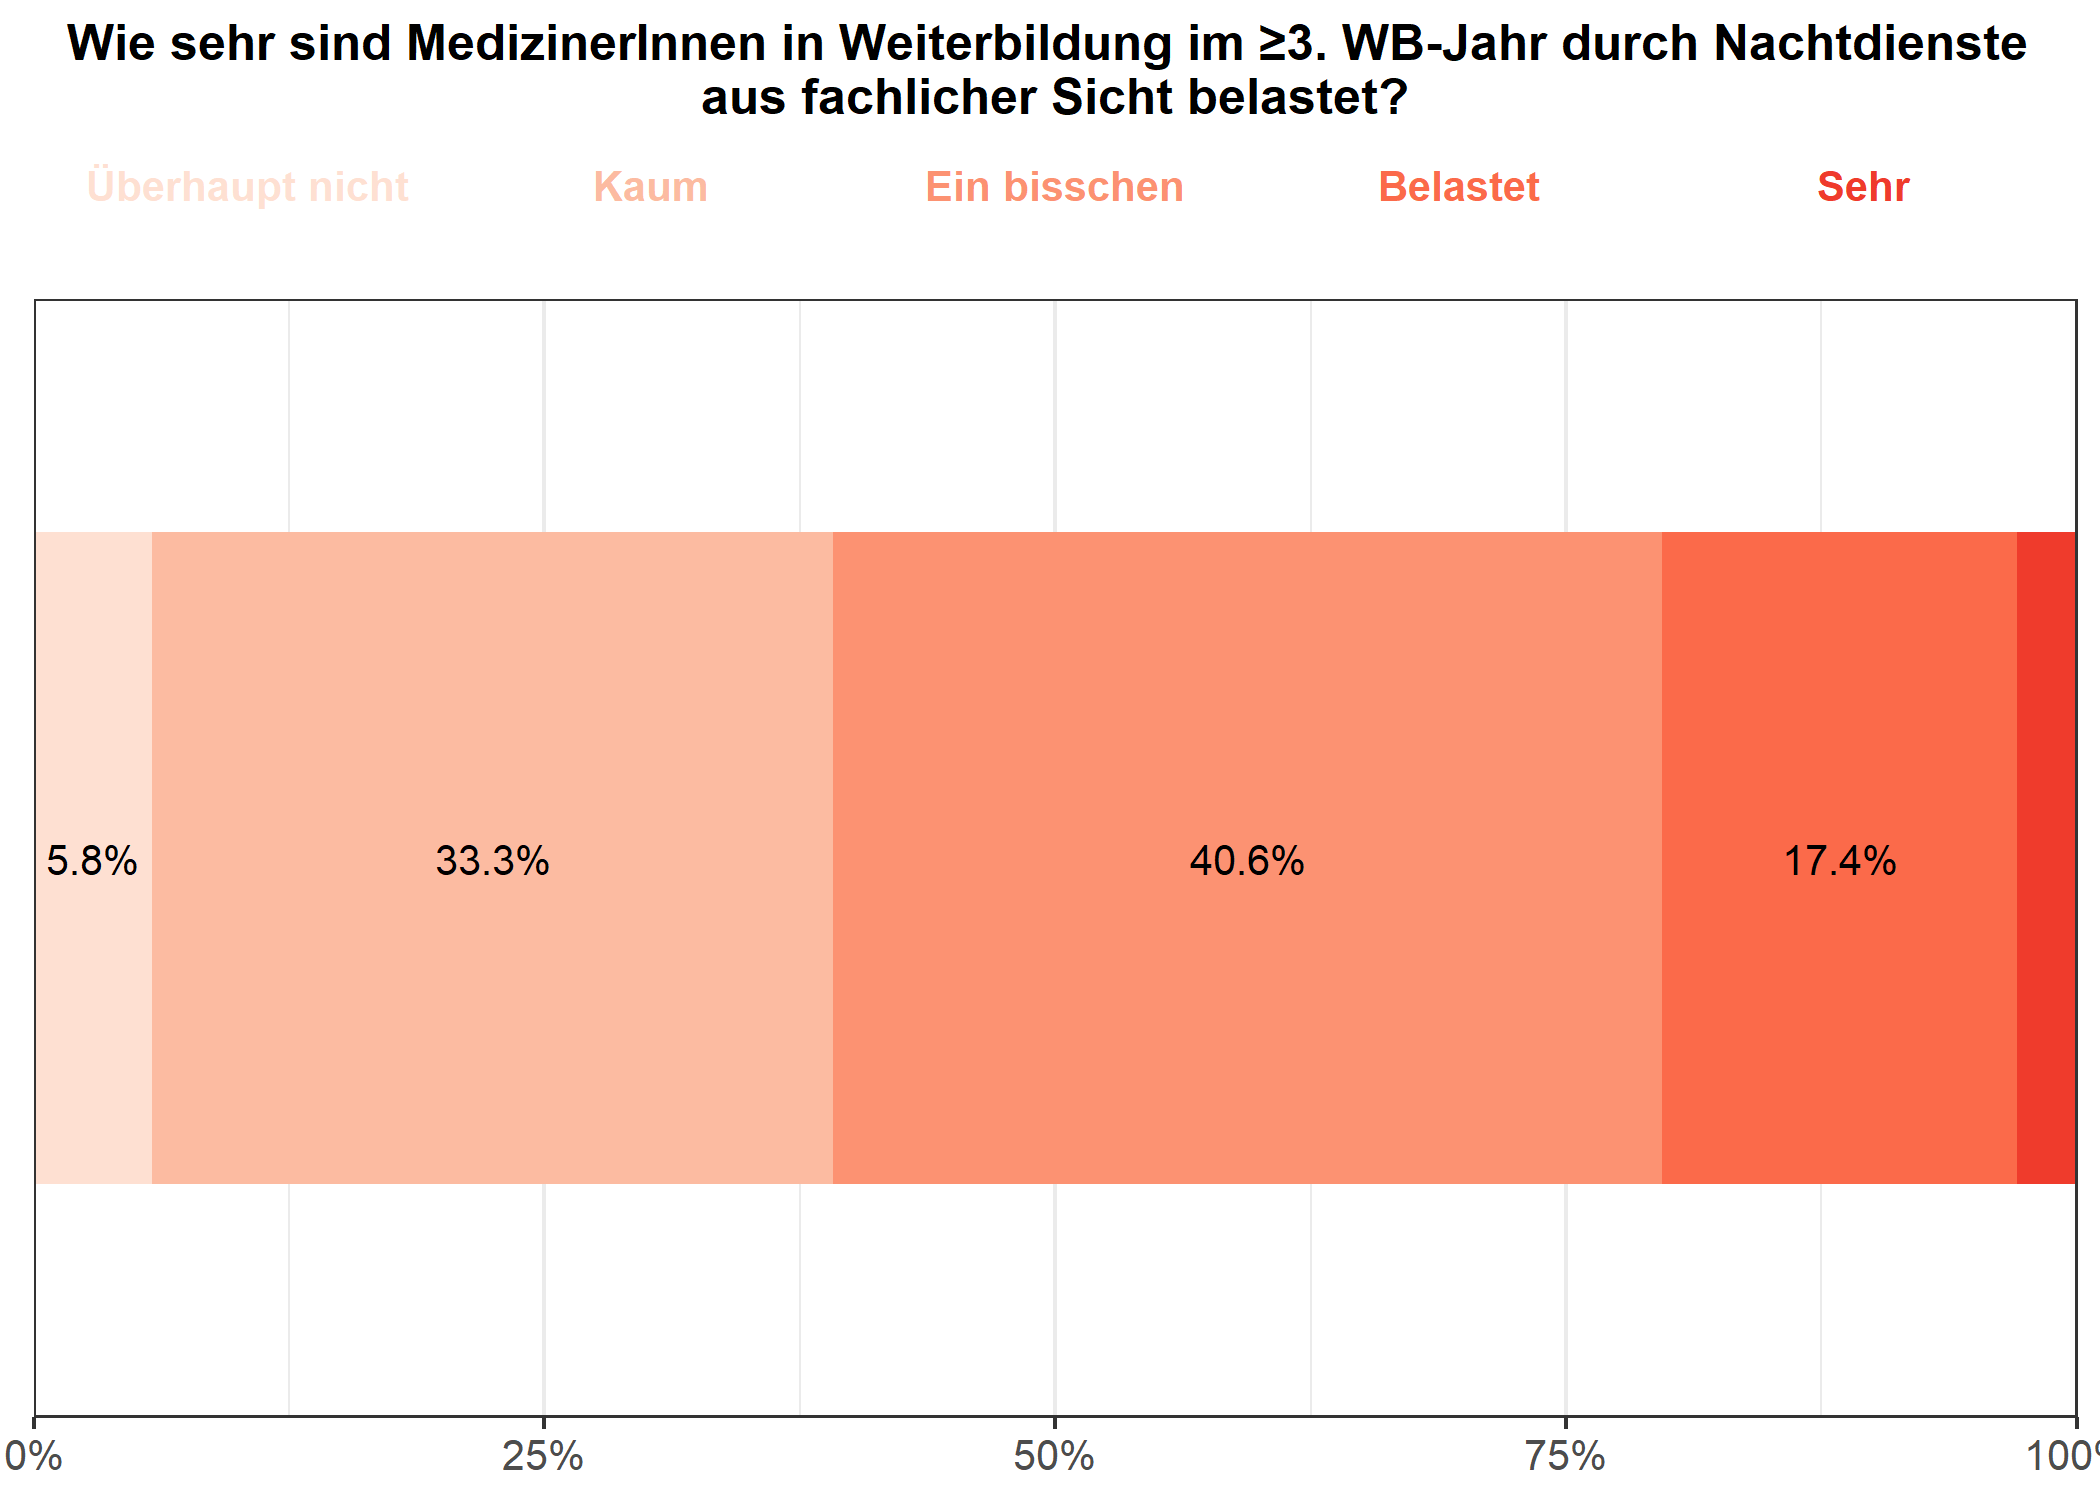 Wie sehr sind MedizinerInnen in Weiterbildung im ≥3. WB-Jahr durch Nachtdienste
aus fachlicher Sicht belastet?
Überhaupt nicht Kaum Ein bisschen Belastet Sehr
5.8% 33.3% 40.6% 17.4%
0% 25% 50% 75% 100%